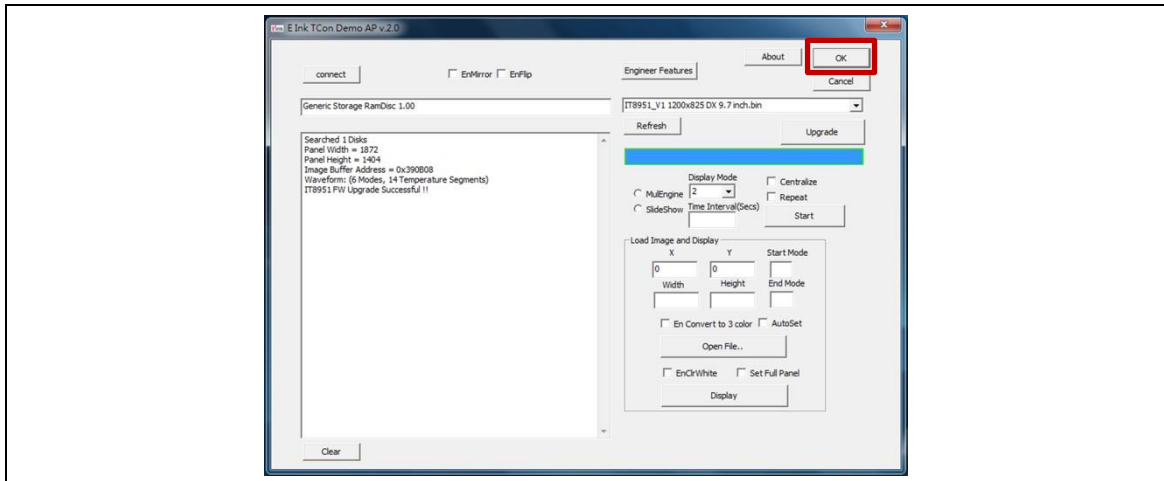 E Ink TCon Demo AP v.2.0
About
OK
connect
EnMirror
EnFlip
Engineer Features
Cancel
Generic Storage RamDisc 1.00
IT8951_V1 1200x825 DX 9.7 inch.bin
Refresh
Upgrade
Searched 1 Disks
Panel Width = 1872
Panel Height = 1404
Image Buffer Address = 0x390B08
Waveform: (6 Modes, 14 Temperature Segments)
IT8951 FW Upgrade Successful !!
Display Mode
MulEngine
2
Centralize
Repeat
SlideShow
Time Interval(Secs)
Start
Load Image and Display
X
Y
Start Mode
0
0
Width
Height
End Mode
En Convert to 3 color
AutoSet
Open File..
EnClrWhite
Set Full Panel
Display
Clear